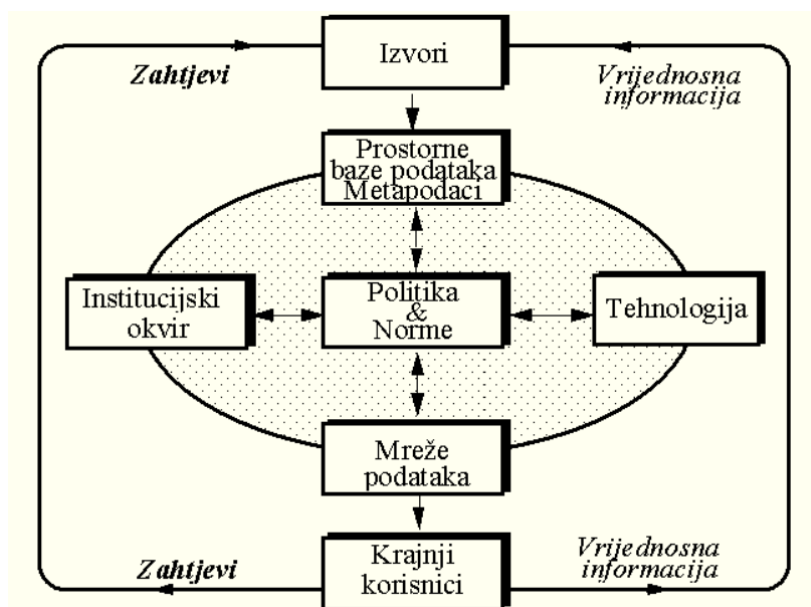 Izvori
Zahtjevi
Vrijednosna
informacija
Prostorne
baze podataka
Metapodaci
Institucijski
okvir
Politika
&
Norme
Tehnologija
Mreže
podataka
Zahtjevi
Krajnji
korisnici
Vrijednosna
informacija